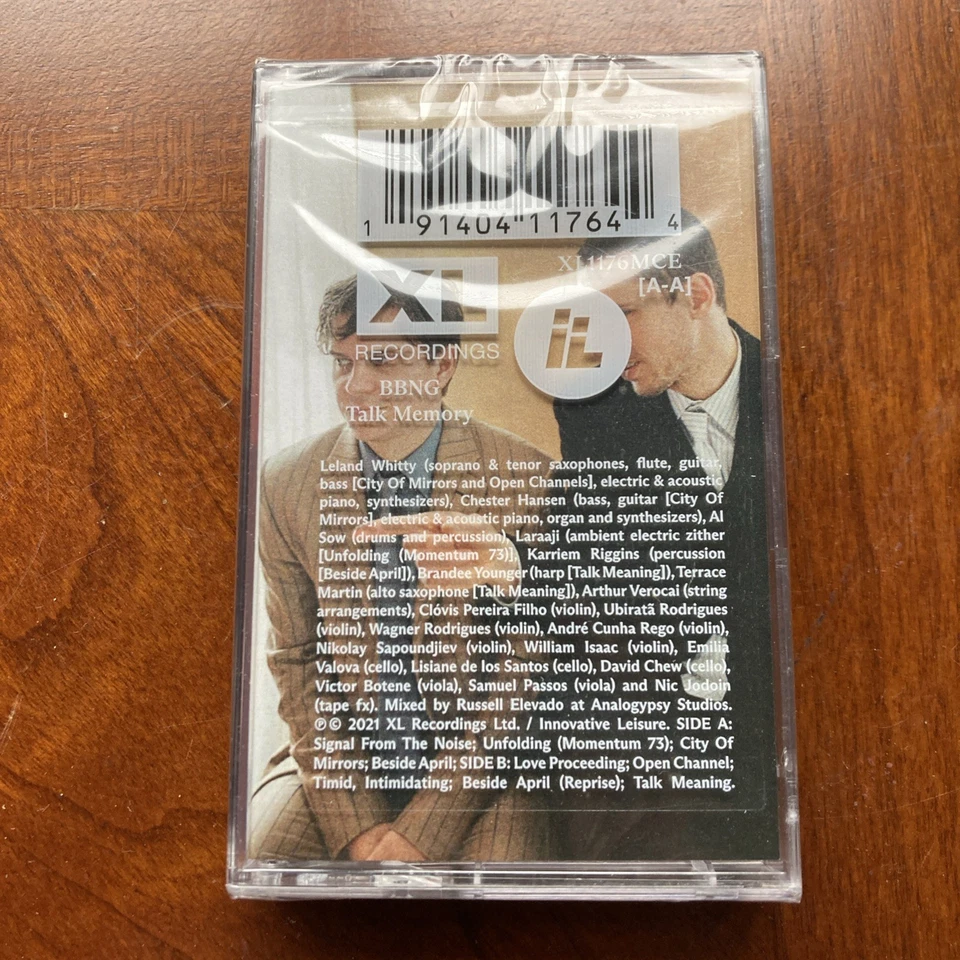 1 91404 11764 4
XL
RECORDINGS
BBNG
Talk Memory
XL1176MCE
[A-A]
iL
Leland Whitty (soprano & tenor saxophones, flute, guitar,
bass [City Of Mirrors and Open Channels], electric & acoustic
piano, synthesizers), Chester Hansen (bass, guitar [City Of
Mirrors], electric & acoustic piano, organ and synthesizers), Al
Sow (drums and percussion), Laraaji (ambient electric zither
[Unfolding (Momentum 73)], Karriem Riggins (percussion
[Beside April]), Brandee Younger (harp [Talk Meaning]), Terrace
Martin (alto saxophone [Talk Meaning]), Arthur Verocai (string
arrangements), Clóvis Pereira Filho (violin), Ubiratã Rodrigues
(violin), Wagner Rodrigues (violin), André Cunha Rego (violin),
Nikolay Sapoundjiev (violin), William Isaac (violin), Emilia
Valova (cello), Lisiane de los Santos (cello), David Chew (cello),
Victor Botene (viola), Samuel Passos (viola) and Nic Jodoin
(tape fx). Mixed by Russell Elevado at Analogypsy Studios.
℗© 2021 XL Recordings Ltd. / Innovative Leisure. SIDE A:
Signal From The Noise; Unfolding (Momentum 73); City Of
Mirrors; Beside April; SIDE B: Love Proceeding; Open Channel;
Timid, Intimidating; Beside April (Reprise); Talk Meaning.